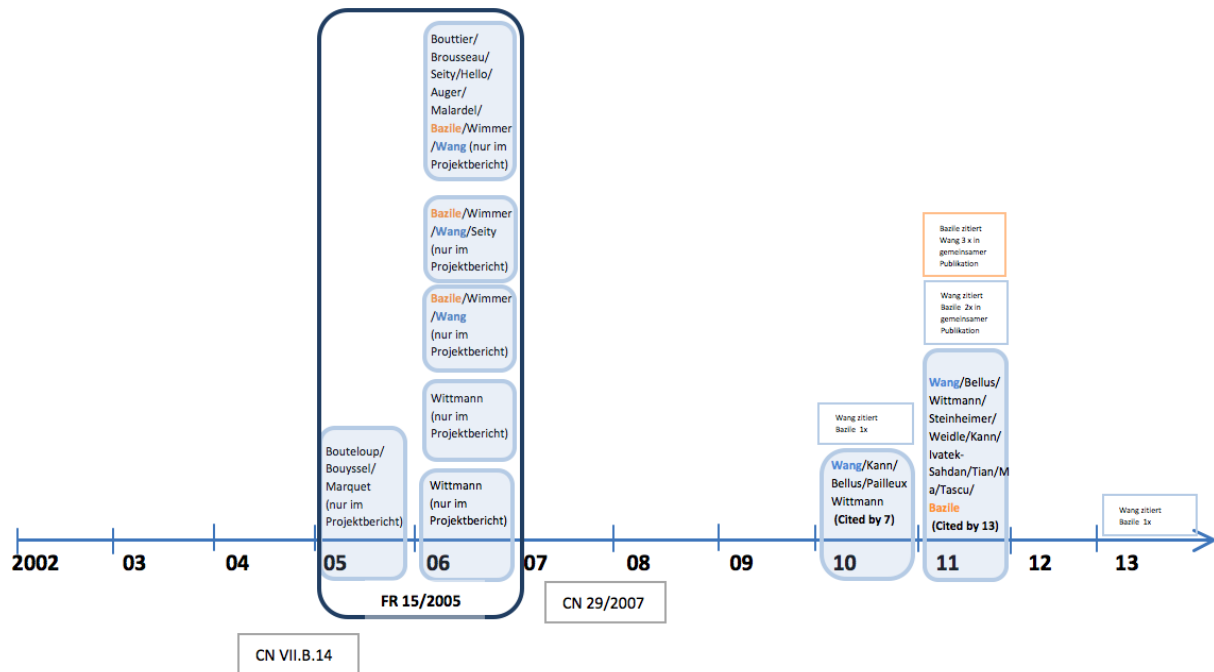 Bouttier/
Brousseau/
Seity/Hello/
Auger/
Malardel/
Bazile/Wimmer
/Wang (nur im
Projektbericht)
Bazile/Wimmer
/Wang/Seity
(nur im
Projektbericht)
Bazile/Wimmer
/Wang
(nur im
Projektbericht)
Wittmann
(nur im
Projektbericht)
Bouteloup/
Bouyssel/
Marquet
(nur im
Projektbericht)
Wittmann
(nur im
Projektbericht)
Wang zitiert
Bazile 1x
Wang/Kann/
Bellus/Pailleux
Wittmann
(Cited by 7)
Bazile zitiert
Wang 3 x in
gemeinsamer
Publikation
Wang zitiert
Bazile 2x in
gemeinsamer
Publikation
Wang/Bellus/
Wittmann/
Steinheimer/
Weidle/Kann/
Ivatek-
Sahdan/Tian/M
a/Tascu/
Bazile
(Cited by 13)
Wang zitiert
Bazile 1x
2002 03 04 05 06 07 08 09 10 11 12 13
FR 15/2005
CN 29/2007
CN VII.B.14